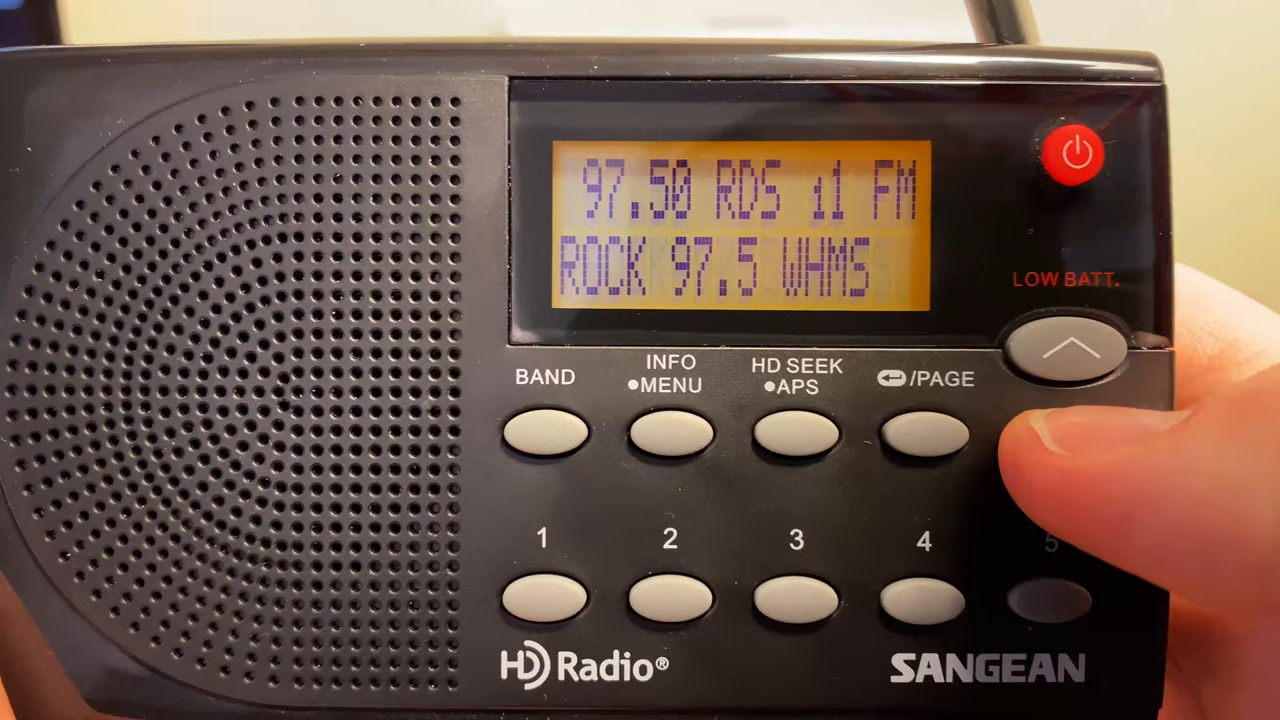 97.50 RDS 1 FM
ROCK 97.5 WHMS
LOW BATT.
BAND
INFO
•MENU
HD SEEK
•APS
/PAGE
1
2
3
4
5
HD Radio®
SANGEAN